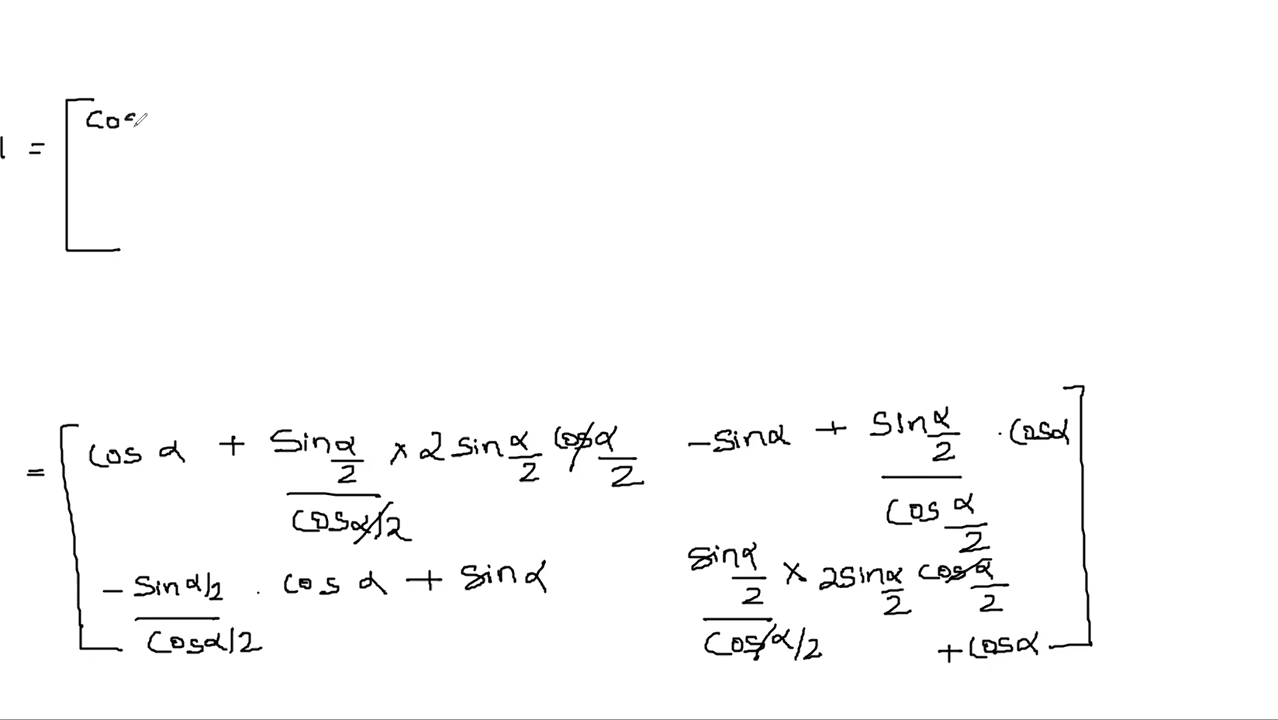 1 = [ cos
= [ cos α + sin α/2 / cos α/2 × 2 sin α/2 cos α/2   - sin α + sin α/2 / cos α/2 . cos α
- sin α/2 / cos α/2 . cos α + sin α   sin α/2 / cos α/2 × 2 sin α/2 cos α/2 + cos α ]